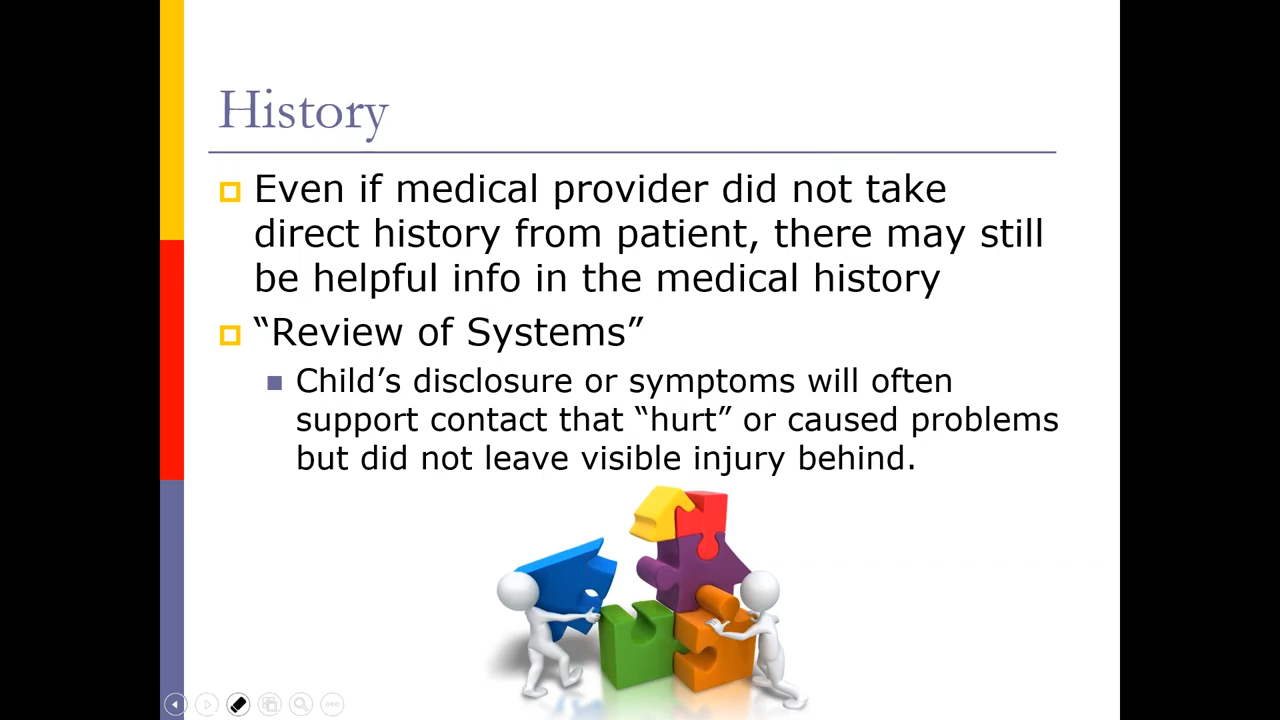 History
Even if medical provider did not take
direct history from patient, there may still
be helpful info in the medical history
“Review of Systems”
Child’s disclosure or symptoms will often
support contact that “hurt” or caused problems
but did not leave visible injury behind.